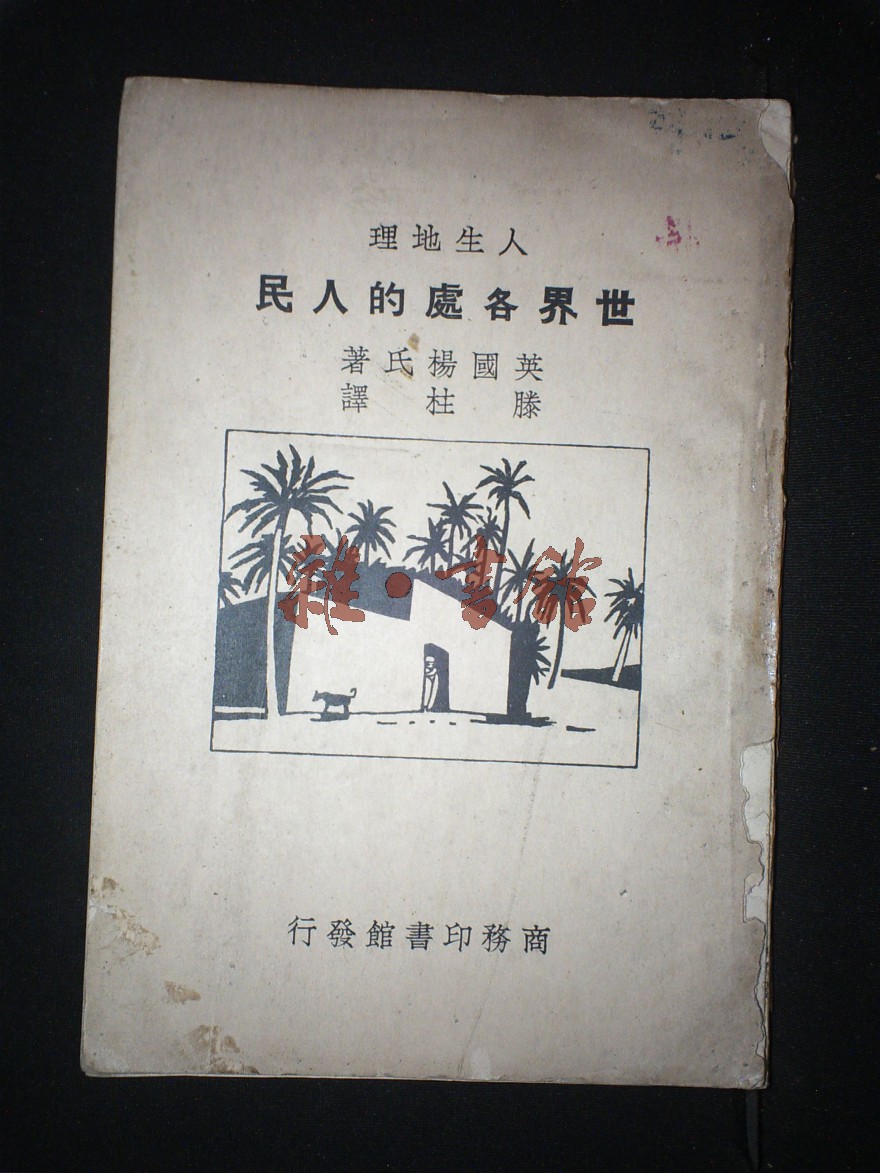 人生地理
世界各處的人民
英國楊氏著
滕柱譯
雜·書館
商務印書館發行